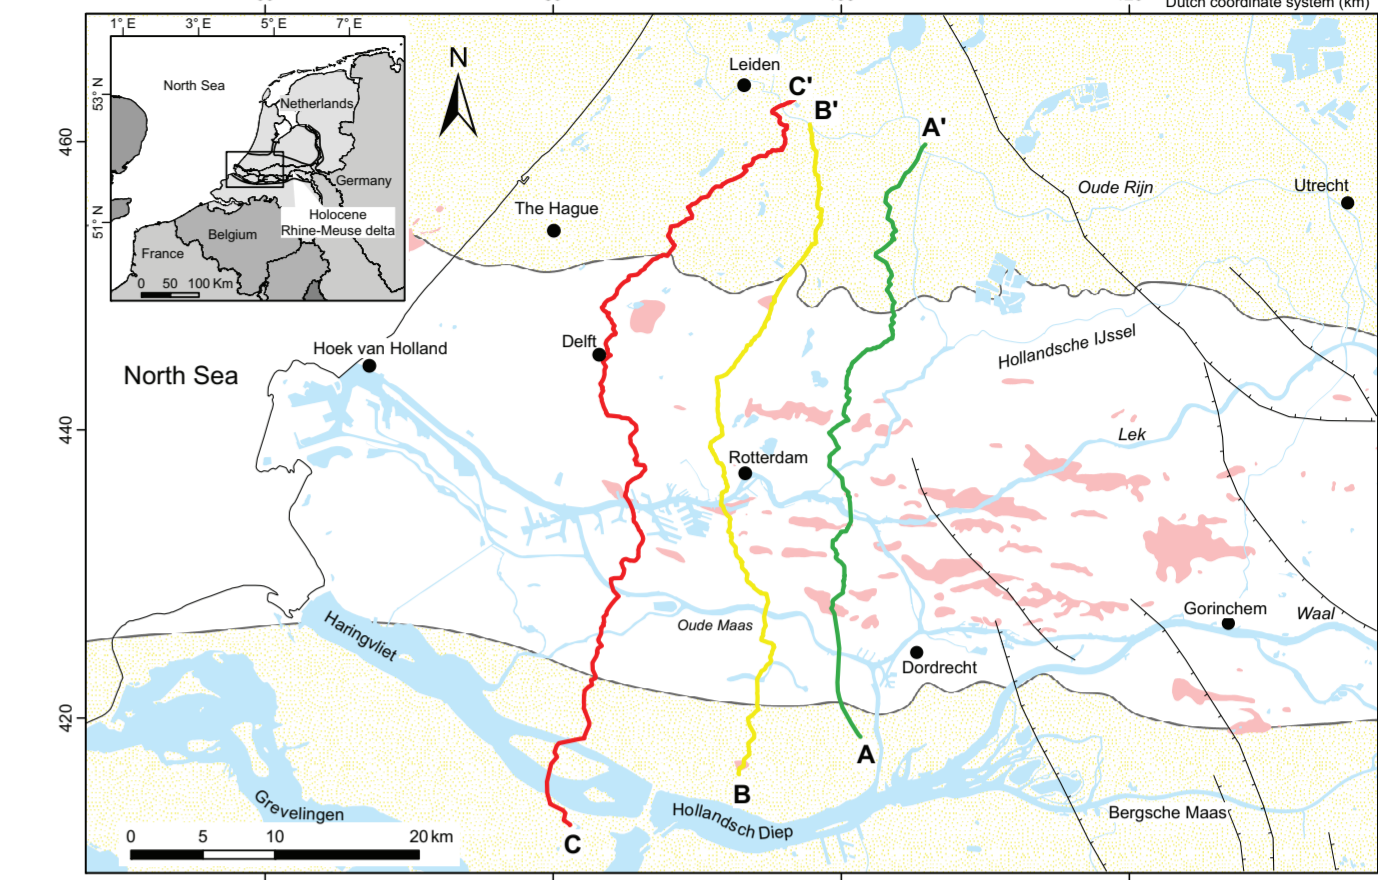 Dutch coordinate system (km)
1° E
3° E
5° E
7° E
53° N
51° N
North Sea
Netherlands
Germany
Holocene
Rhine-Meuse delta
Belgium
France
0 50 100 Km
N
Leiden
C'
B'
A'
460
Oude Rijn
Utrecht
The Hague
Hoek van Holland
Delft
North Sea
Hollandsche IJssel
440
Lek
Rotterdam
Haringvliet
Oude Maas
Gorinchem
Waal
Dordrecht
420
A
B
C
Grevelingen
Hollandsch Diep
Bergsche Maas
0 5 10 20 km